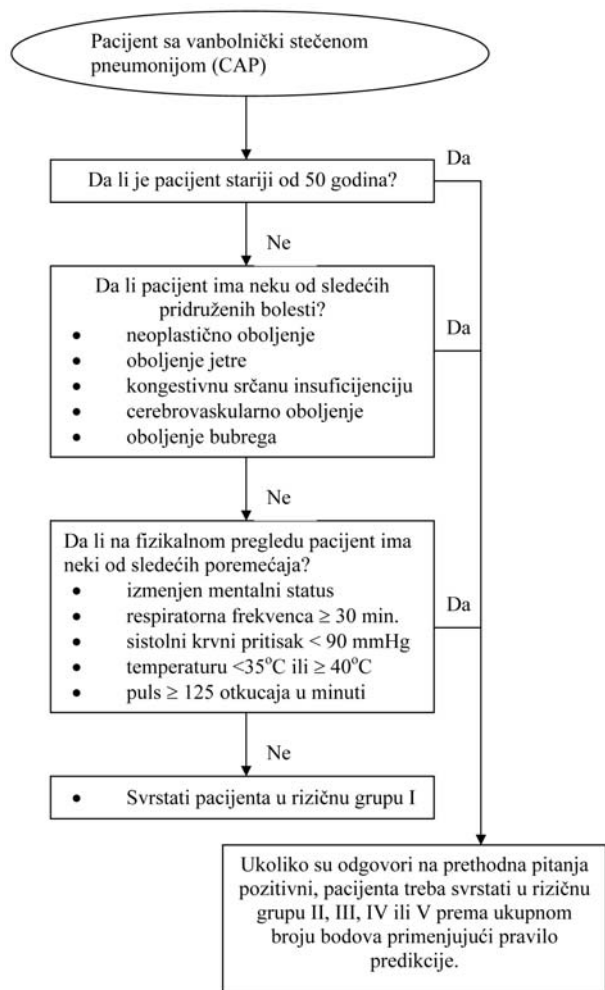 Pacijent sa vanbolnički stečenom
pneumonijom (CAP)
Da li je pacijent stariji od 50 godina?
Da
Ne
Da li pacijent ima neku od sledećih
pridruženih bolesti?
• neoplastično oboljenje
• oboljenje jetre
• kongestivnu srčanu insuficijenciju
• cerebrovaskularno oboljenje
• oboljenje bubrega
Da
Ne
Da li na fizikalnom pregledu pacijent ima
neki od sledećih poremećaja?
• izmenjen mentalni status
• respiratorna frekvenca ≥ 30 min.
• sistolni krvni pritisak < 90 mmHg
• temperaturu <35°C ili ≥ 40°C
• puls ≥ 125 otkucaja u minuti
Da
Ne
• Svrstati pacijenta u rizičnu grupu I
Ukoliko su odgovori na prethodna pitanja
pozitivni, pacijenta treba svrstati u rizičnu
grupu II, III, IV ili V prema ukupnom
broju bodova primenjujući pravilo
predikcije.